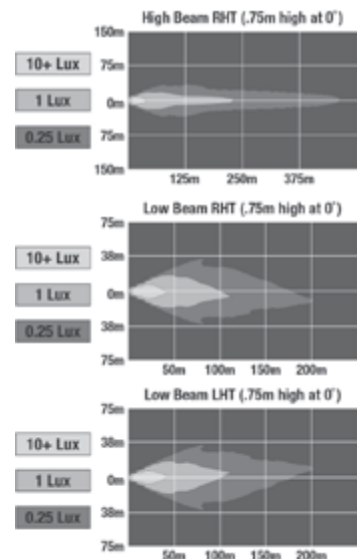 High Beam RHT (.75m high at 0˚)
150m
10+ Lux
75m
1 Lux
0m
0.25 Lux
75m
150m
125m 250m 375m
Low Beam RHT (.75m high at 0˚)
75m
10+ Lux
38m
1 Lux
0m
0.25 Lux
38m
75m
50m 100m 150m 200m
Low Beam LHT (.75m high at 0˚)
75m
10+ Lux
38m
1 Lux
0m
0.25 Lux
38m
75m
50m 100m 150m 200m